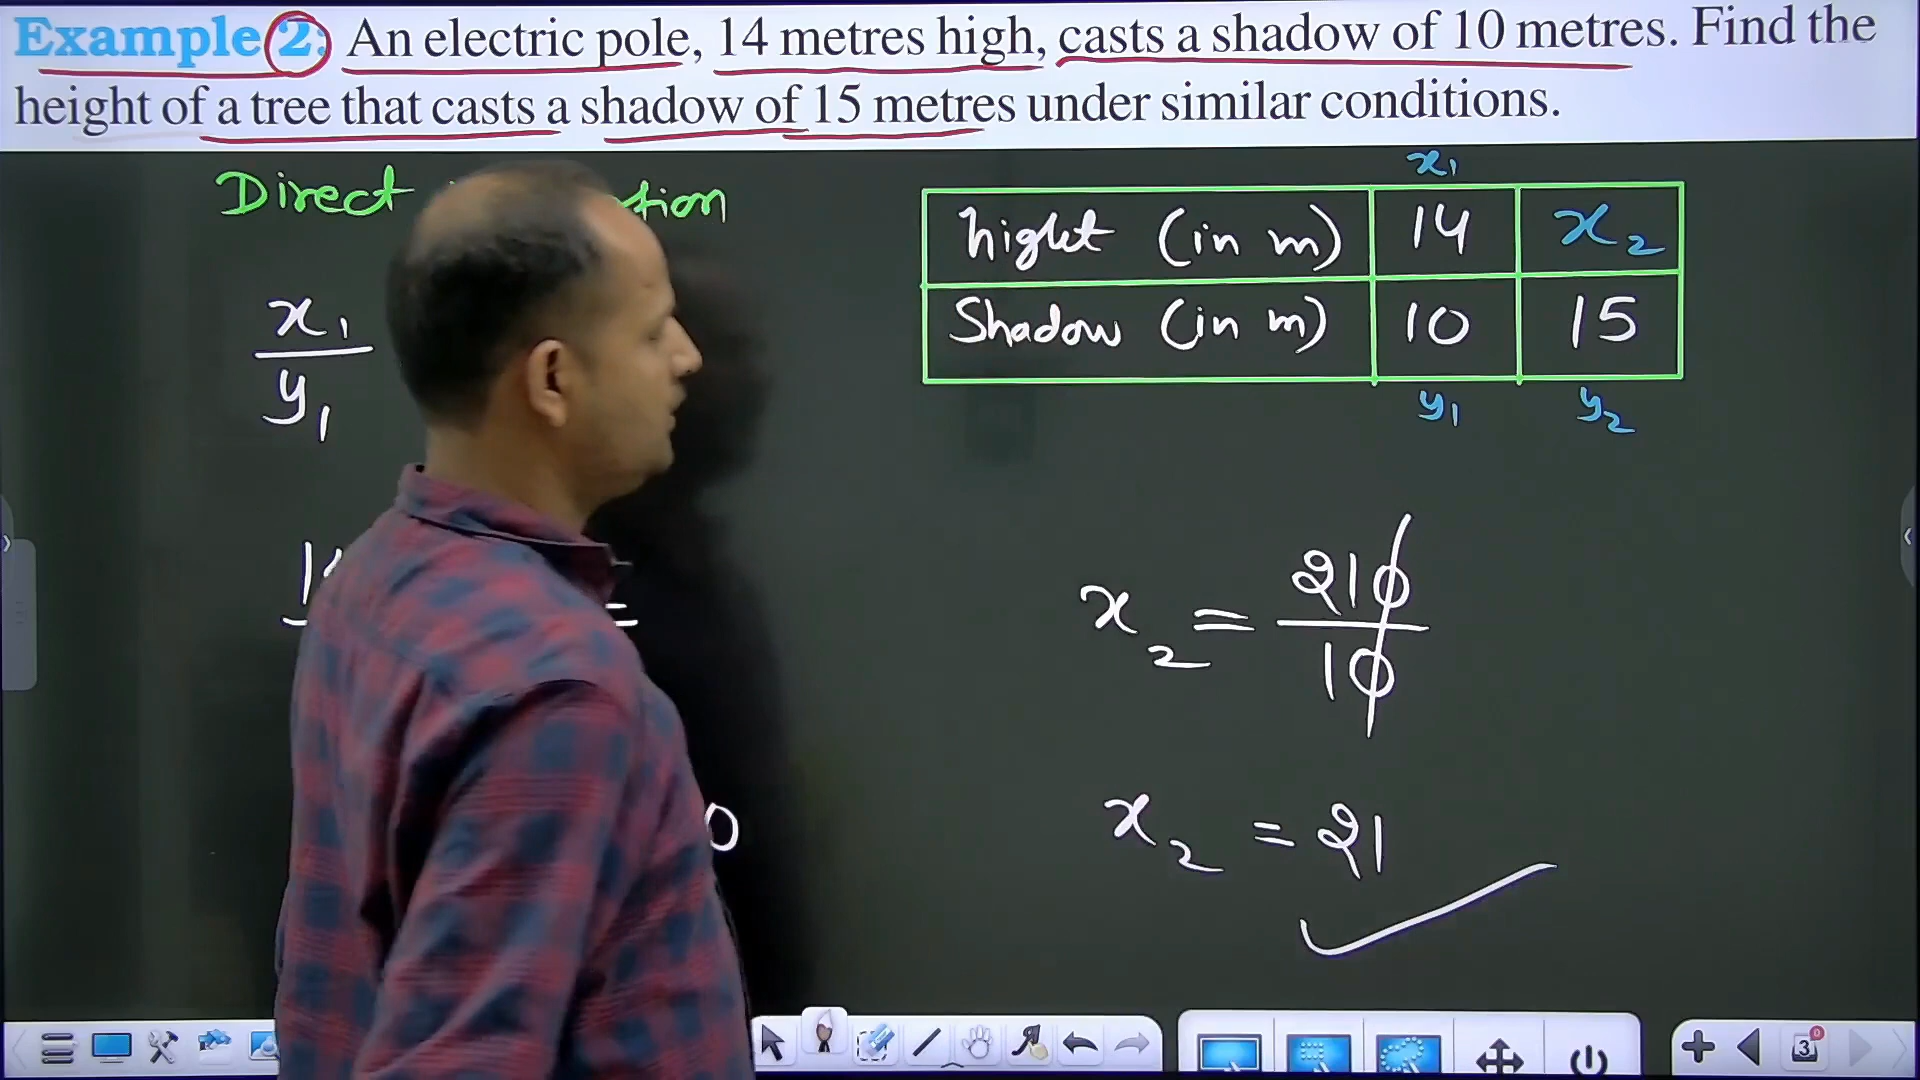 Example 2: An electric pole, 14 metres high, casts a shadow of 10 metres. Find the
height of a tree that casts a shadow of 15 metres under similar conditions.
Direct
x₁
y₁
x₁
hight (in m) 14 x₂
Shadow (in m) 10 15
y₁ y₂
x₂ = 210
10
x₂ = 21
3
0